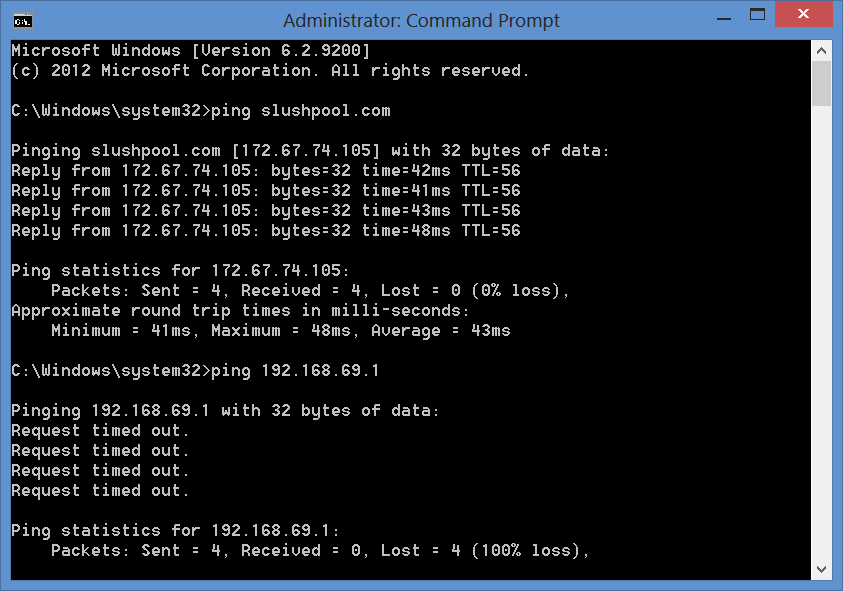 Administrator: Command Prompt
Microsoft Windows [Version 6.2.9200]
(c) 2012 Microsoft Corporation. All rights reserved.
C:\Windows\system32>ping slushpool.com
Pinging slushpool.com [172.67.74.105] with 32 bytes of data:
Reply from 172.67.74.105: bytes=32 time=42ms TTL=56
Reply from 172.67.74.105: bytes=32 time=41ms TTL=56
Reply from 172.67.74.105: bytes=32 time=43ms TTL=56
Reply from 172.67.74.105: bytes=32 time=48ms TTL=56
Ping statistics for 172.67.74.105:
    Packets: Sent = 4, Received = 4, Lost = 0 (0% loss),
Approximate round trip times in milli-seconds:
    Minimum = 41ms, Maximum = 48ms, Average = 43ms
C:\Windows\system32>ping 192.168.69.1
Pinging 192.168.69.1 with 32 bytes of data:
Request timed out.
Request timed out.
Request timed out.
Request timed out.
Ping statistics for 192.168.69.1:
    Packets: Sent = 4, Received = 0, Lost = 4 (100% loss),